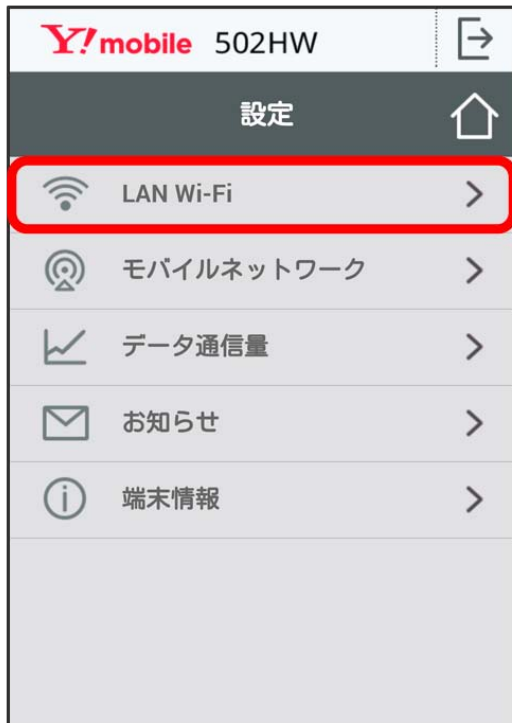 Y!mobile 502HW
設定
LAN Wi-Fi
モバイルネットワーク
データ通信量
お知らせ
端末情報